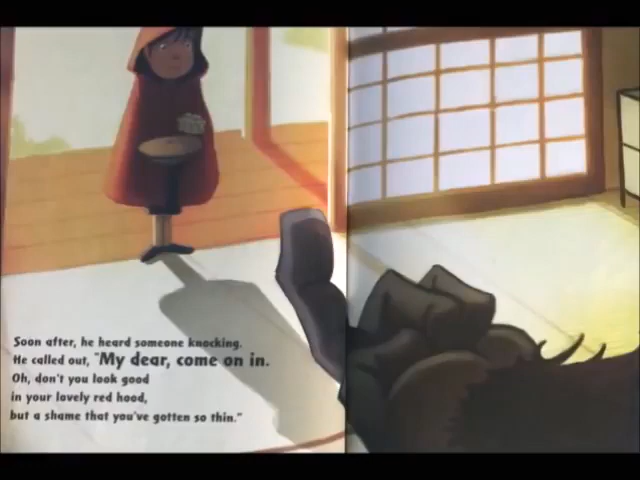 Soon after, he heard someone knocking.
He called out, "My dear, come on in.
Oh, don't you look good
in your lovely red hood,
but a shame that you've gotten so thin."